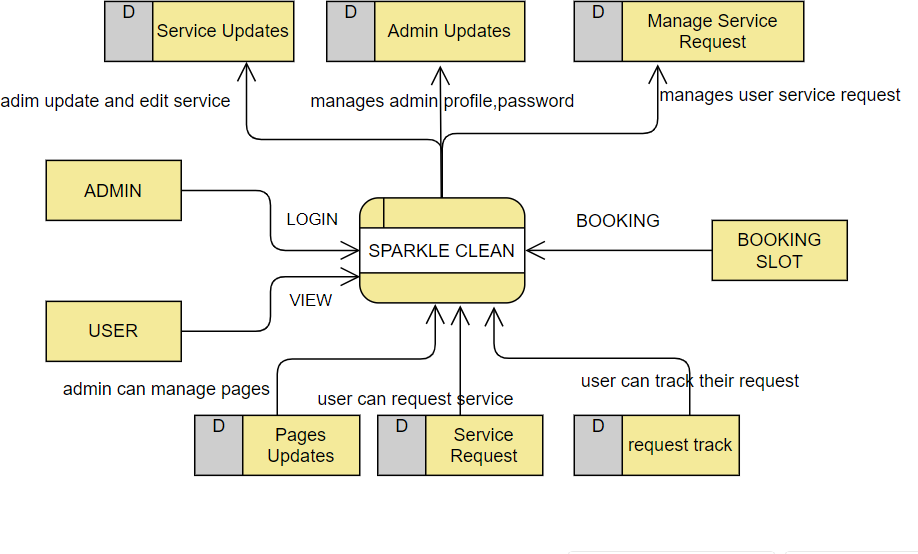 D
Service Updates
D
Admin Updates
D
Manage Service
Request
adim update and edit service
manages admin profile,password
manages user service request
ADMIN
LOGIN
BOOKING
SPARKLE CLEAN
BOOKING
SLOT
VIEW
USER
admin can manage pages
user can request service
user can track their request
D
Pages
Updates
D
Service
Request
D
request track